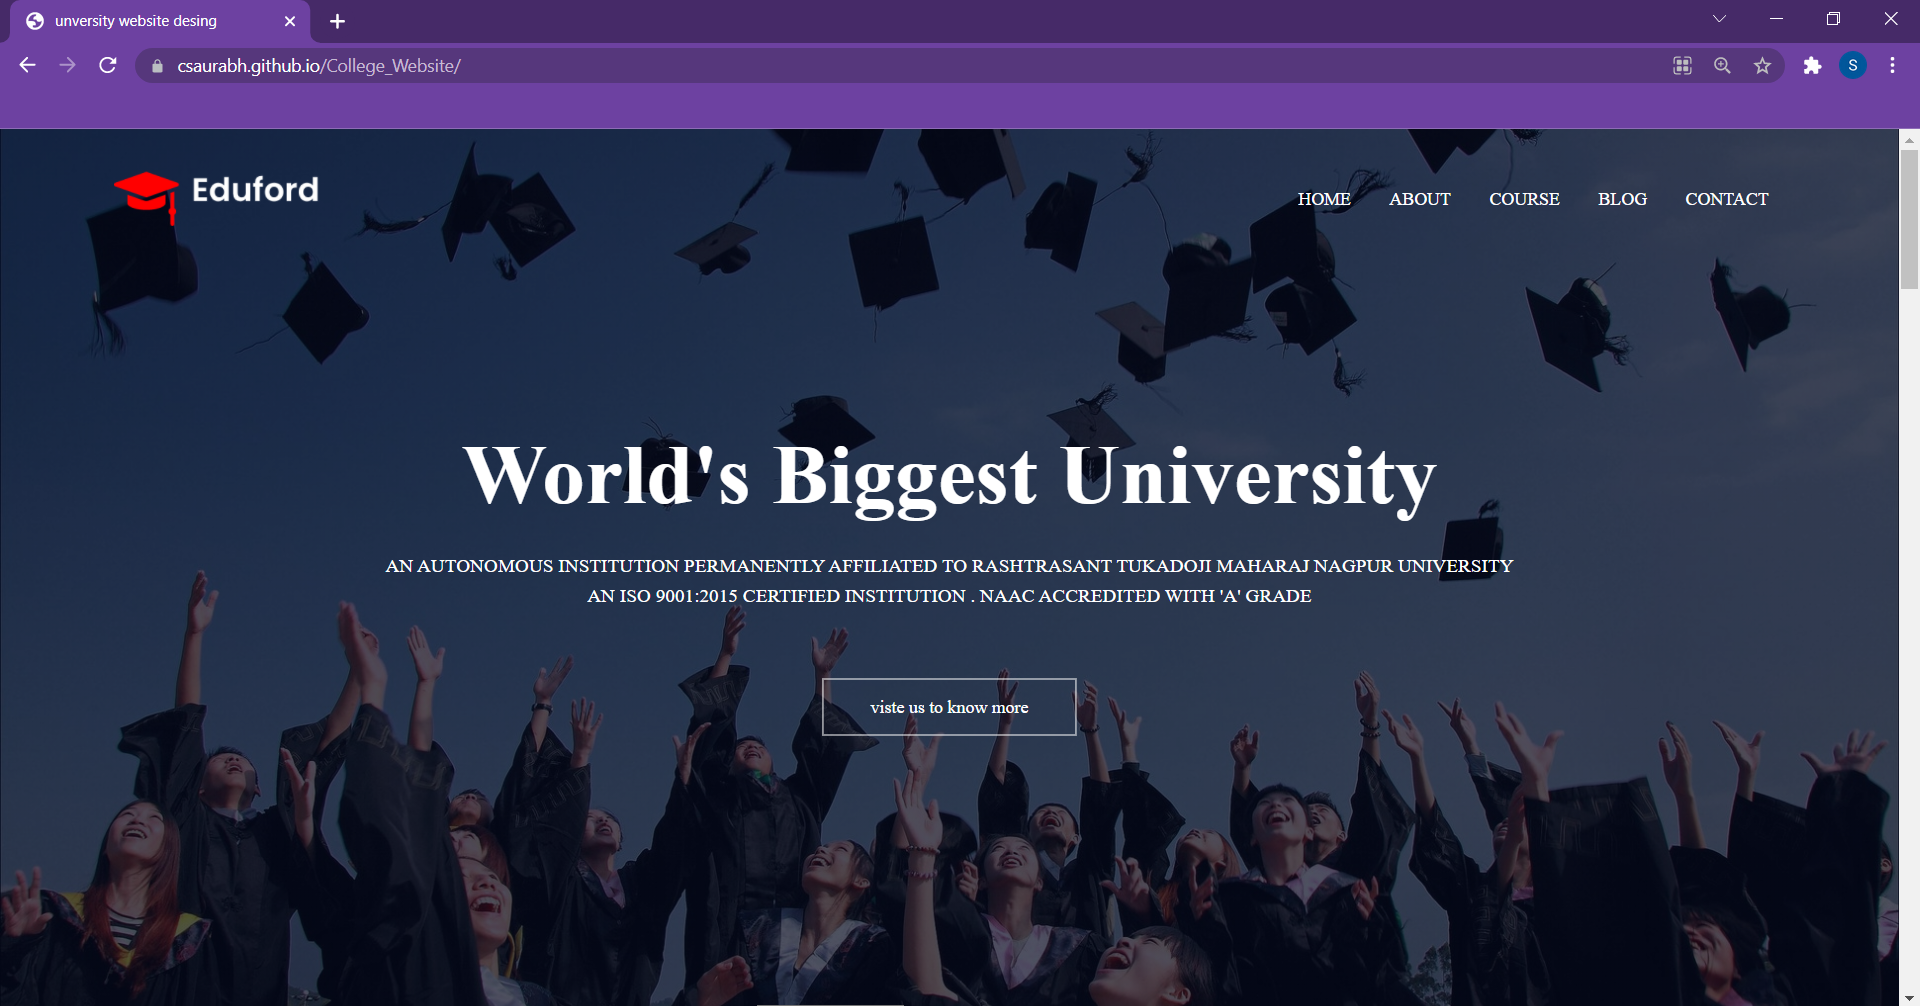 unversity website desing
csaurabh.github.io/College_Website/
S
Eduford
HOME ABOUT COURSE BLOG CONTACT
World's Biggest University
AN AUTONOMOUS INSTITUTION PERMANENTLY AFFILIATED TO RASHTRASANT TUKADOJI MAHARAJ NAGPUR UNIVERSITY
AN ISO 9001:2015 CERTIFIED INSTITUTION . NAAC ACCREDITED WITH 'A' GRADE
viste us to know more